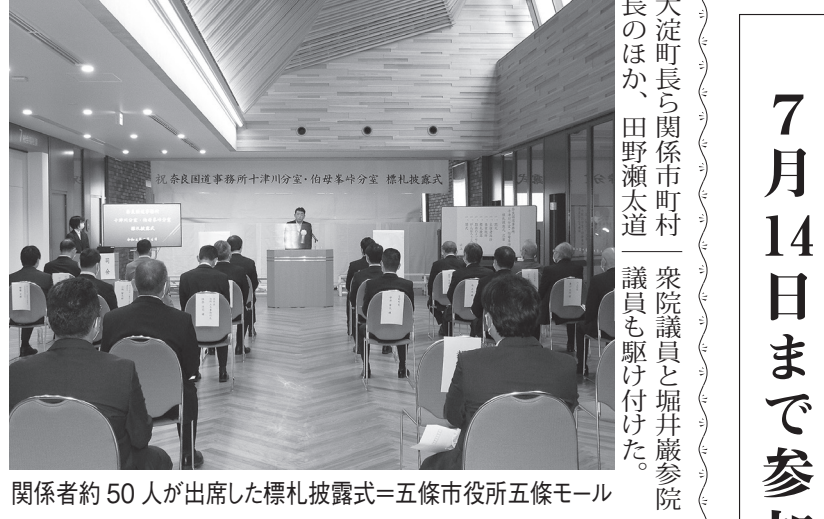 7月14日まで参
大淀町長ら関係市町村
長のほか、田野瀬太道
衆院議員と堀井巌参院
議員も駆け付けた。
祝 奈良国道事務所十津川分室・伯母峯峠分室 標札披露式
関係者約50人が出席した標札披露式＝五條市役所五條モール